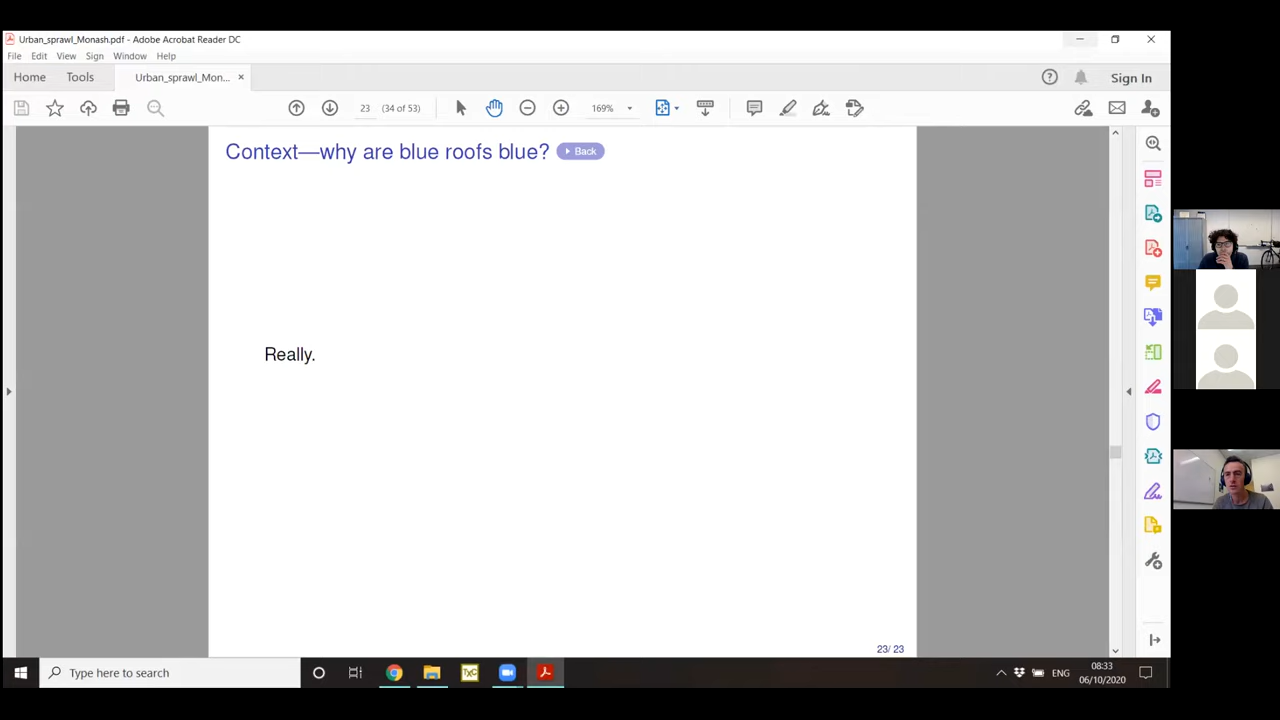 Urban_sprawl_Monash.pdf - Adobe Acrobat Reader DC
File Edit View Sign Window Help
Home Tools Urban_sprawl_Mon... Sign In
23 (34 of 53) 169%
Context—why are blue roofs blue? Back
Really.
23/ 23
Type here to search
ENG
08:33
06/10/2020